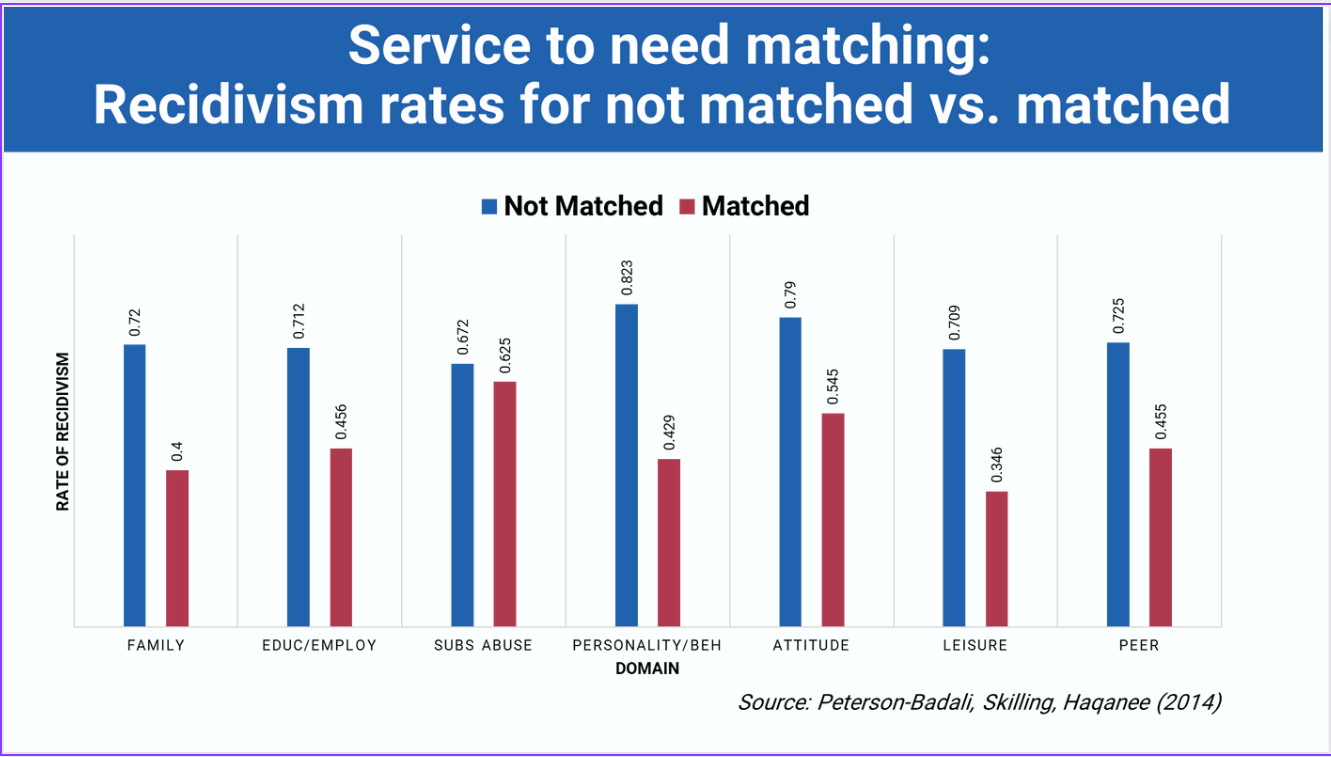 Service to need matching:
Recidivism rates for not matched vs. matched
Not Matched Matched
RATE OF RECIDIVISM
0.72
0.4
0.712
0.456
0.672
0.625
0.823
0.429
0.79
0.545
0.709
0.346
0.725
0.455
FAMILY EDUC/EMPLOY SUBS ABUSE PERSONALITY/BEH ATTITUDE LEISURE PEER
DOMAIN
Source: Peterson-Badali, Skilling, Haqanee (2014)